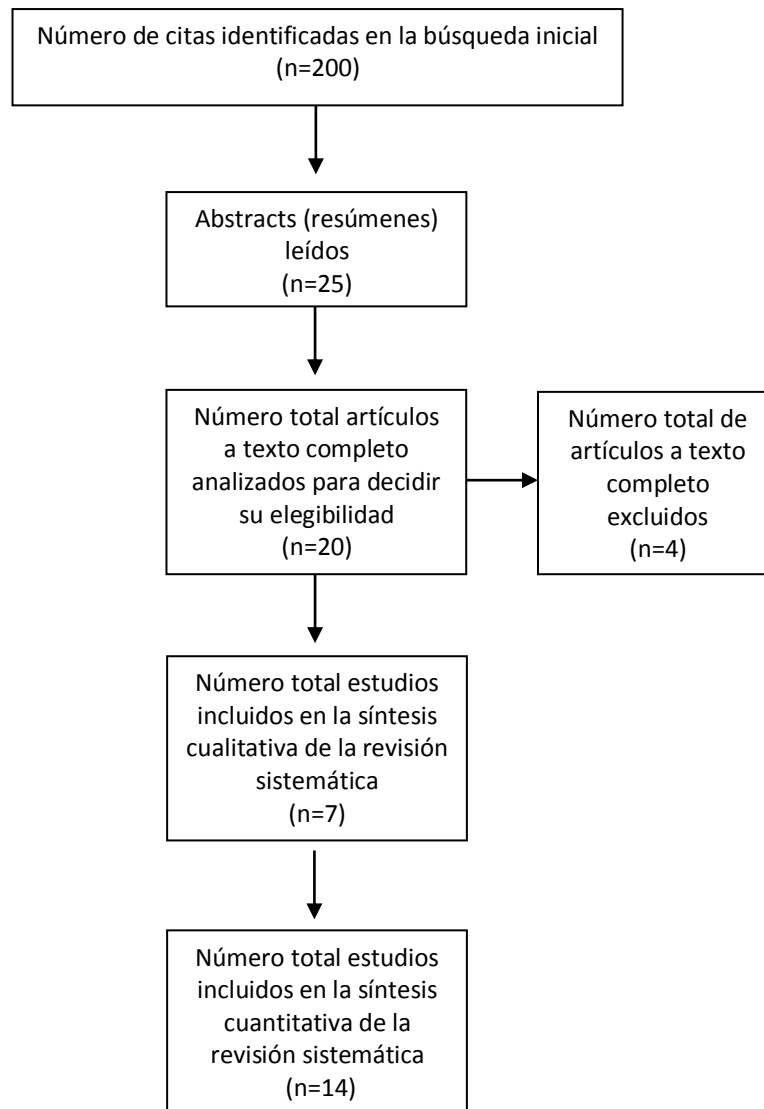 Número de citas identificadas en la búsqueda inicial
(n=200)
Abstracts (resúmenes)
leídos
(n=25)
Número total artículos
a texto completo
analizados para decidir
su elegibilidad
(n=20)
Número total de
artículos a texto
completo
excluidos
(n=4)
Número total estudios
incluidos en la síntesis
cualitativa de la revisión
sistemática
(n=7)
Número total estudios
incluidos en la síntesis
cuantitativa de la
revisión sistemática
(n=14)